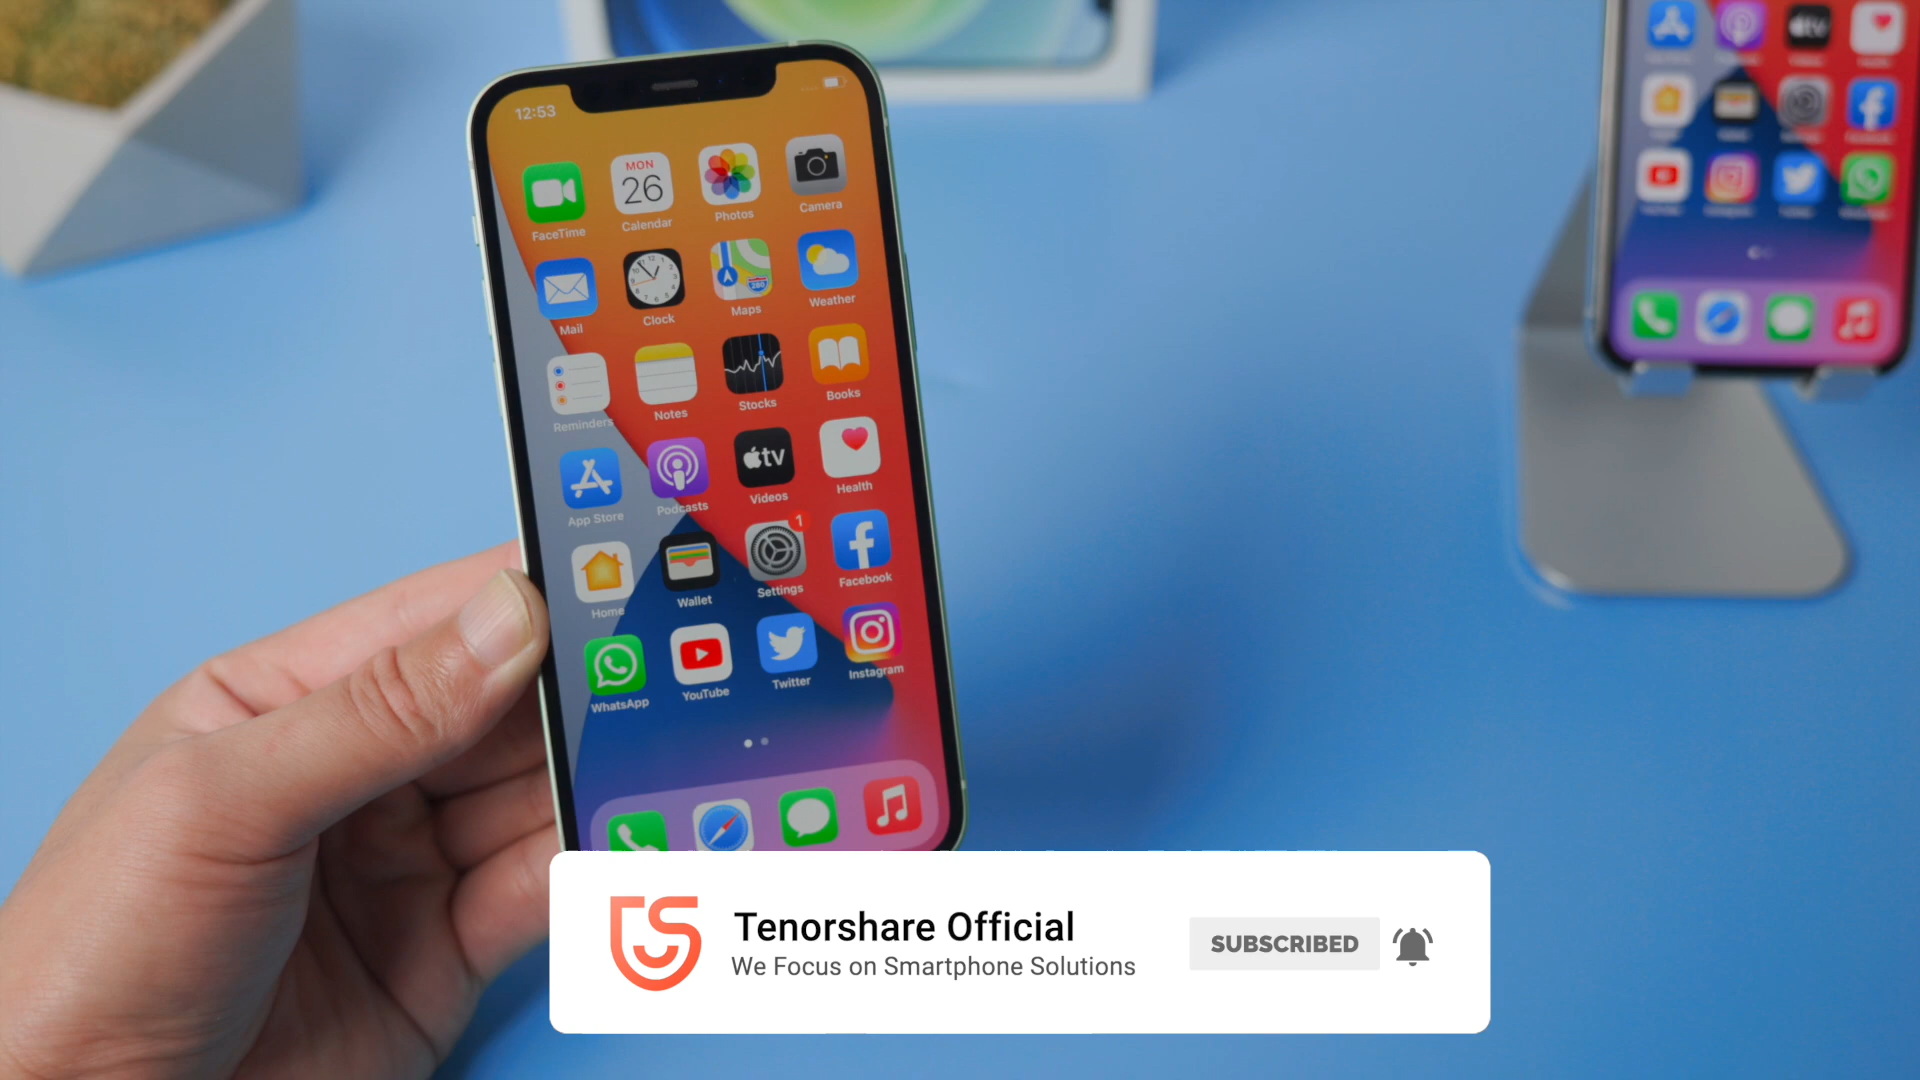 12:53
MON
26
FaceTime
Calendar
Photos
Camera
Mail
Clock
Maps
Weather
Reminders
Notes
Stocks
Books
App Store
Podcasts
tv
Videos
Health
1
Home
Wallet
Settings
Facebook
WhatsApp
YouTube
Twitter
Instagram
Tenorshare Official
We Focus on Smartphone Solutions
SUBSCRIBED